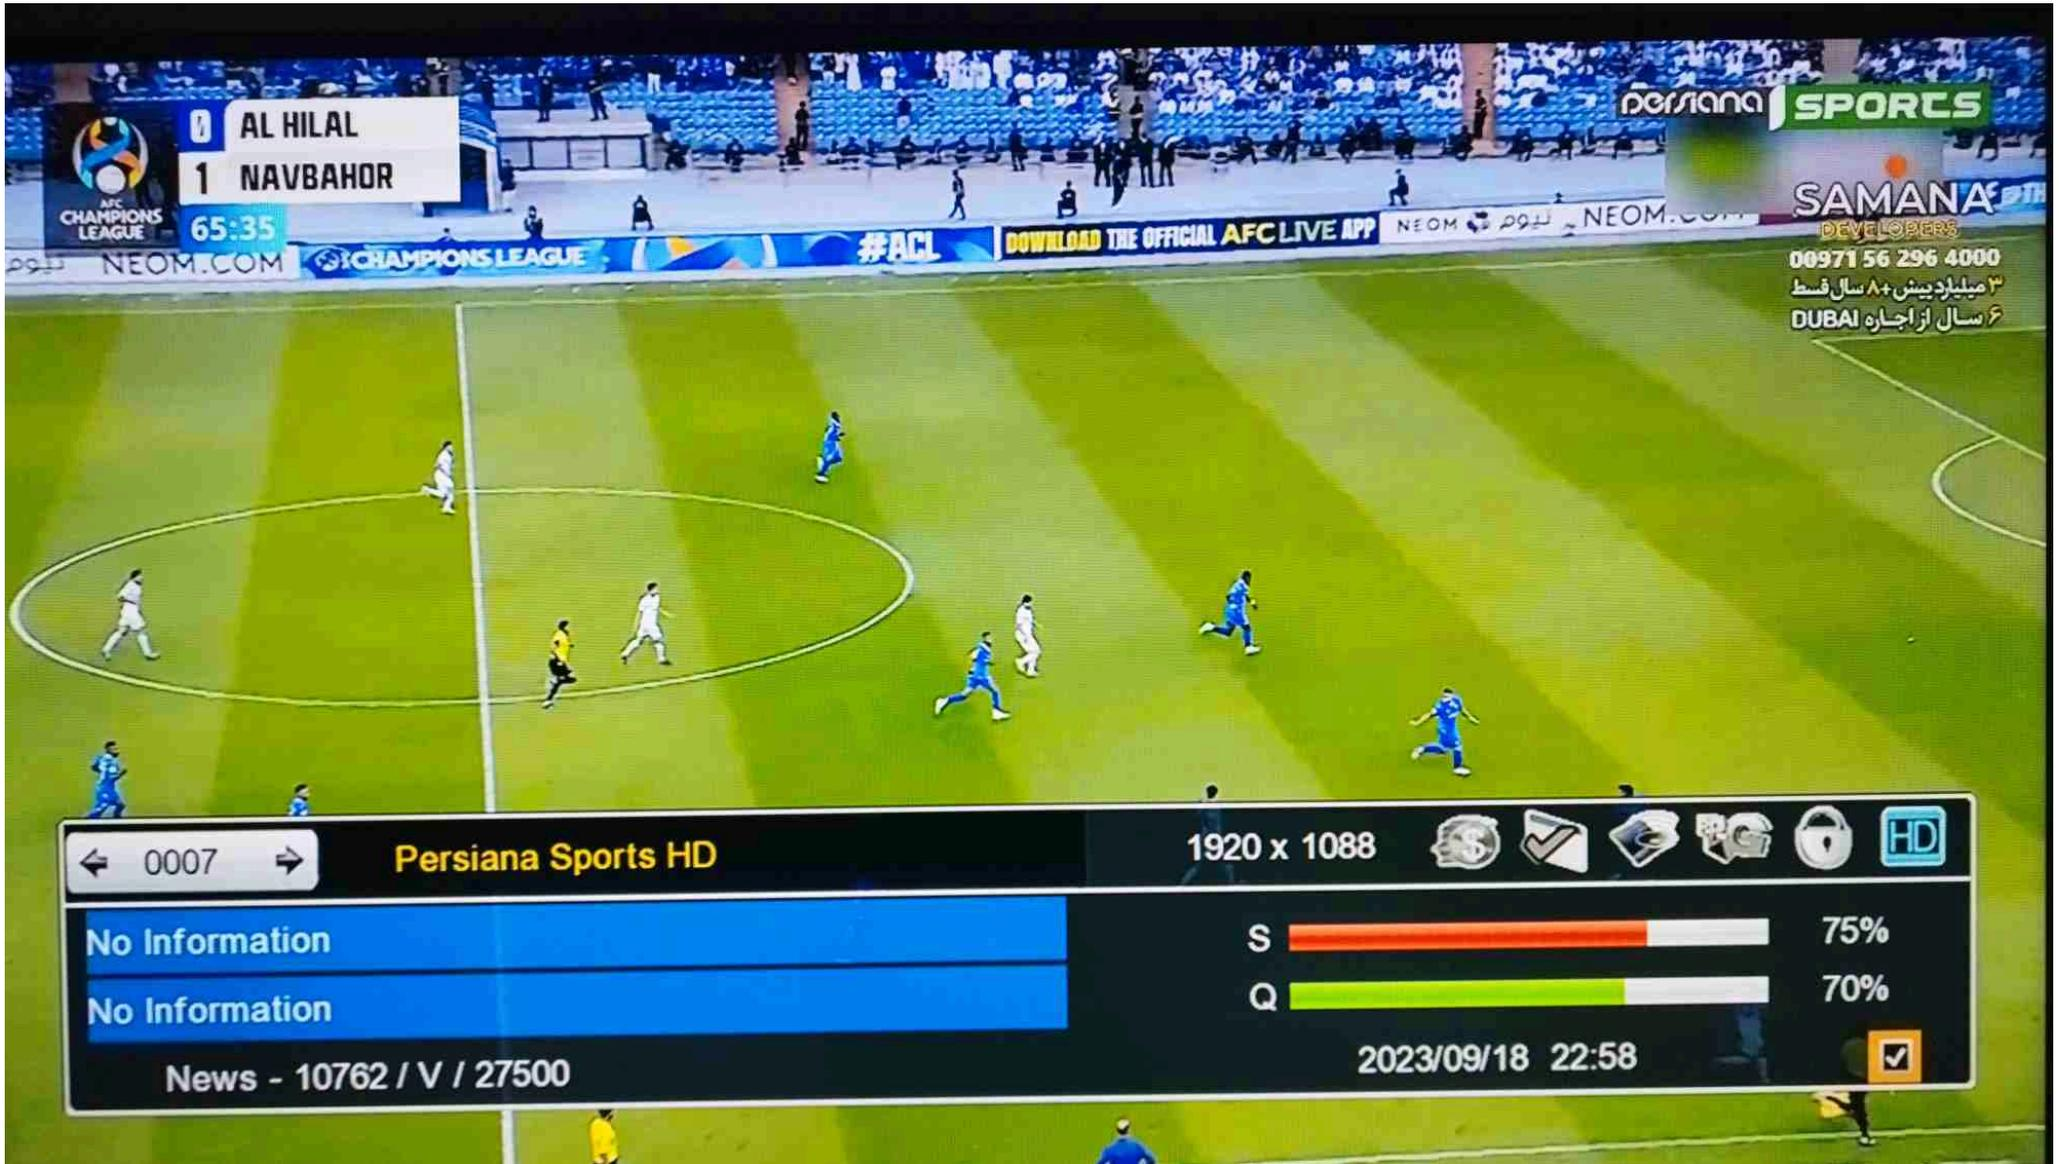 0 AL HILAL
1 NAVBAHOR
65:35
AFC
CHAMPIONS
LEAGUE
persiana SPORTS
SAMANA
DEVELOPERS
00971 56 296 4000
۳ میلیارد پیش+۸ سال قسط
۶ سال از اجاره DUBAI
نيوم NEOM.COM
CHAMPIONS LEAGUE
#ACL
DOWNLOAD THE OFFICIAL AFC LIVE APP
NEOM نيوم
NEOM.COM
0007
Persiana Sports HD
1920 x 1088
HD
No Information
S 75%
No Information
Q 70%
News - 10762 / V / 27500
2023/09/18 22:58